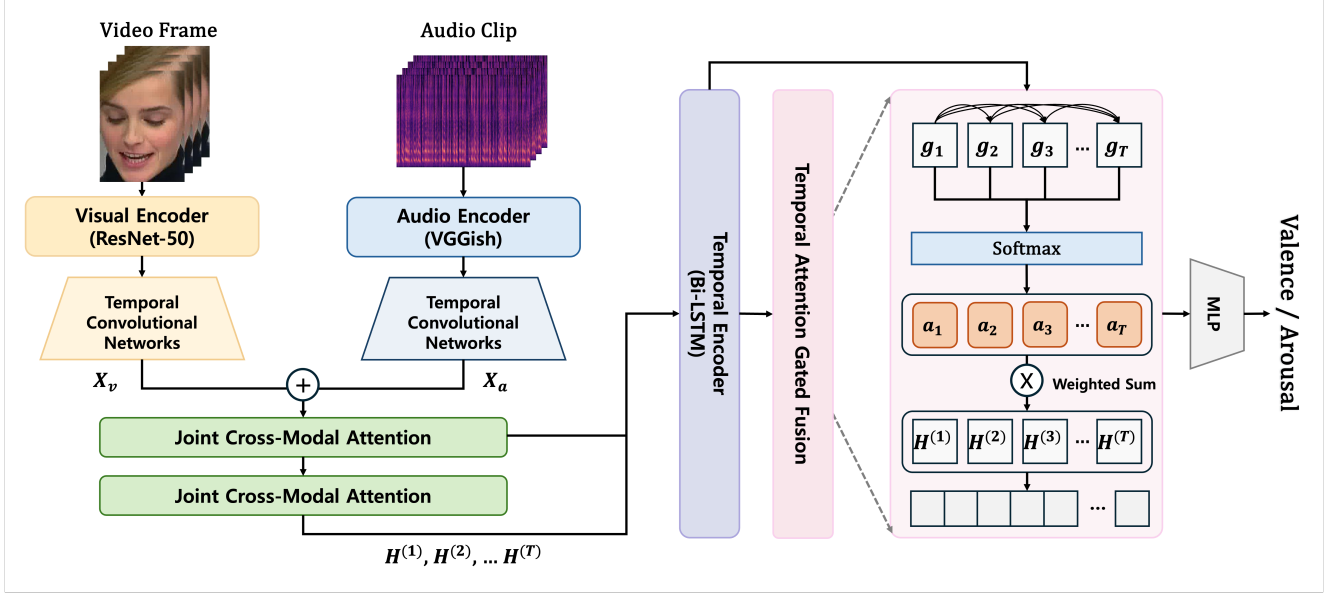 Video Frame
Audio Clip
Visual Encoder
(ResNet-50)
Audio Encoder
(VGGish)
Temporal
Convolutional
Networks
Temporal
Convolutional
Networks
X_v
X_a
+
Joint Cross-Modal Attention
Joint Cross-Modal Attention
H^(1), H^(2), ... H^(T)
Temporal Encoder
(Bi-LSTM)
Temporal Attention Gated Fusion
g_1 g_2 g_3 ... g_T
Softmax
a_1 a_2 a_3 ... a_T
X Weighted Sum
H^(1) H^(2) H^(3) ... H^(T)
...
MLP
Valence / Arousal